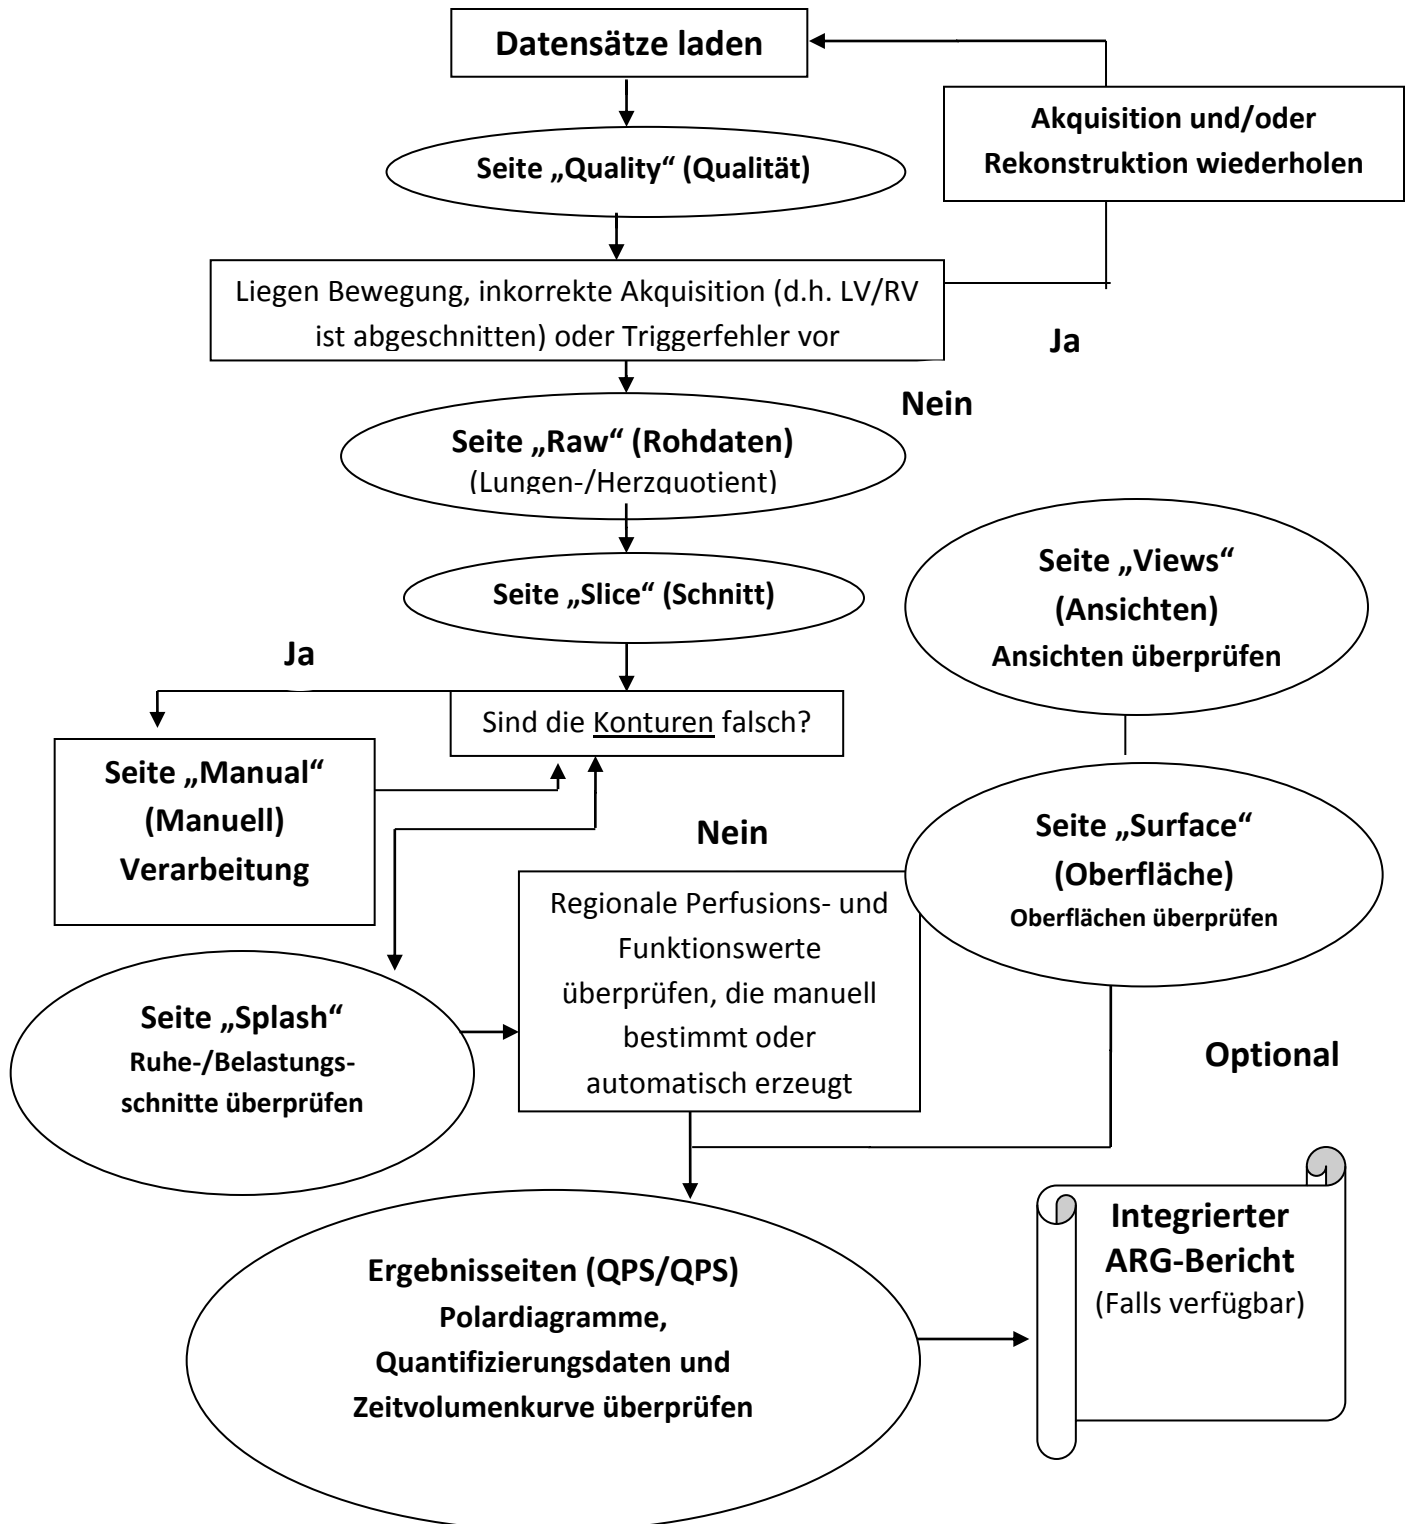 Datensätze laden
Akquisition und/oder
Rekonstruktion wiederholen
Seite „Quality“ (Qualität)
Liegen Bewegung, inkorrekte Akquisition (d.h. LV/RV
ist abgeschnitten) oder Triggerfehler vor
Ja
Nein
Seite „Raw“ (Rohdaten)
(Lungen-/Herzquotient)
Seite „Slice“ (Schnitt)
Seite „Views“
(Ansichten)
Ansichten überprüfen
Ja
Sind die Konturen falsch?
Seite „Manual“
(Manuell)
Verarbeitung
Nein
Seite „Surface“
(Oberfläche)
Oberflächen überprüfen
Regionale Perfusions- und
Funktionswerte
überprüfen, die manuell
bestimmt oder
automatisch erzeugt
Seite „Splash“
Ruhe-/Belastungs-
schnitte überprüfen
Optional
Ergebnisseiten (QPS/QPS)
Polardiagramme,
Quantifizierungsdaten und
Zeitvolumenkurve überprüfen
Integrierter
ARG-Bericht
(Falls verfügbar)